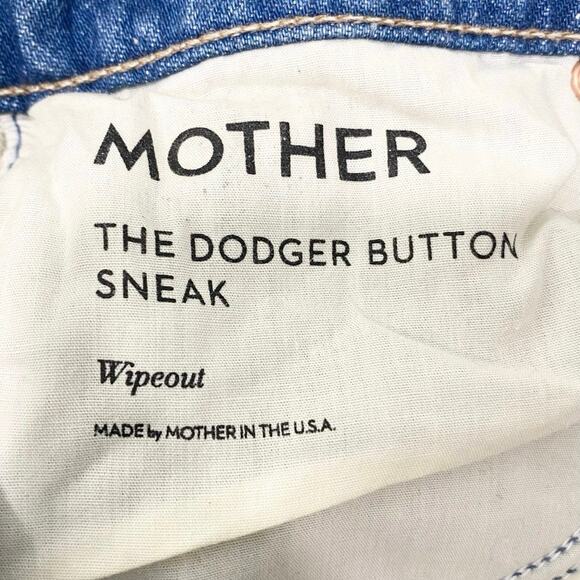 MOTHER
THE DODGER BUTTON
SNEAK
Wipeout
MADE by MOTHER IN THE U.S.A.